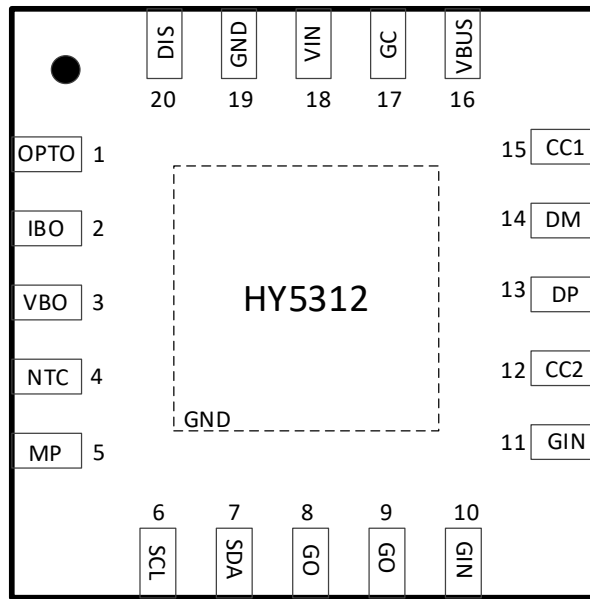 DIS GND VIN GC VBUS
20 19 18 17 16
OPTO 1
15 CC1
IBO 2
14 DM
VBO 3
HY5312
13 DP
NTC 4
12 CC2
GND
MP 5
11 GIN
6 7 8 9 10
SCL SDA GO GO GIN